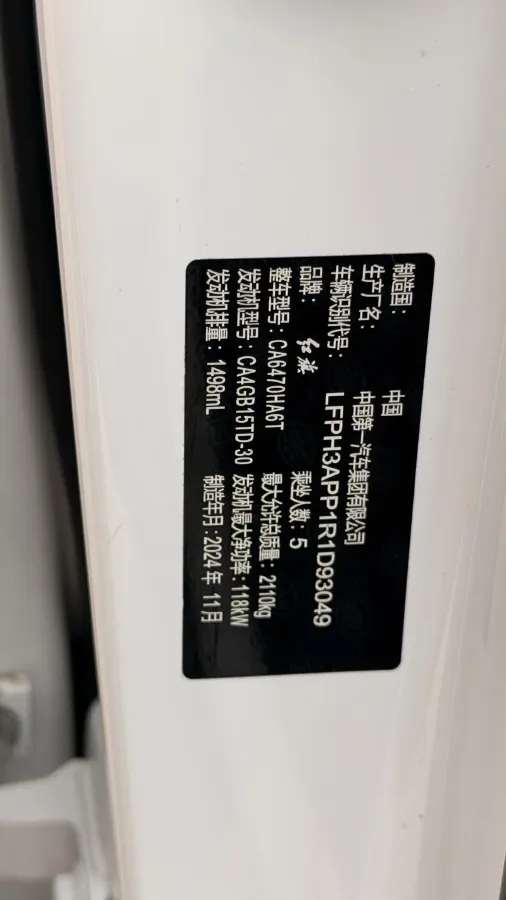 制造国： 中国
生产厂名： 中国第一汽车集团有限公司
车辆识别代号： LFPH3APP1R1D93049
品牌： 红旗 乘坐人数：5
整车型号：CA6470HA6T 最大允许总质量：2110kg
发动机型号：CA4GB15TD-30 发动机最大净功率：118kW
发动机排量：1498mL 制造年月：2024年 11月